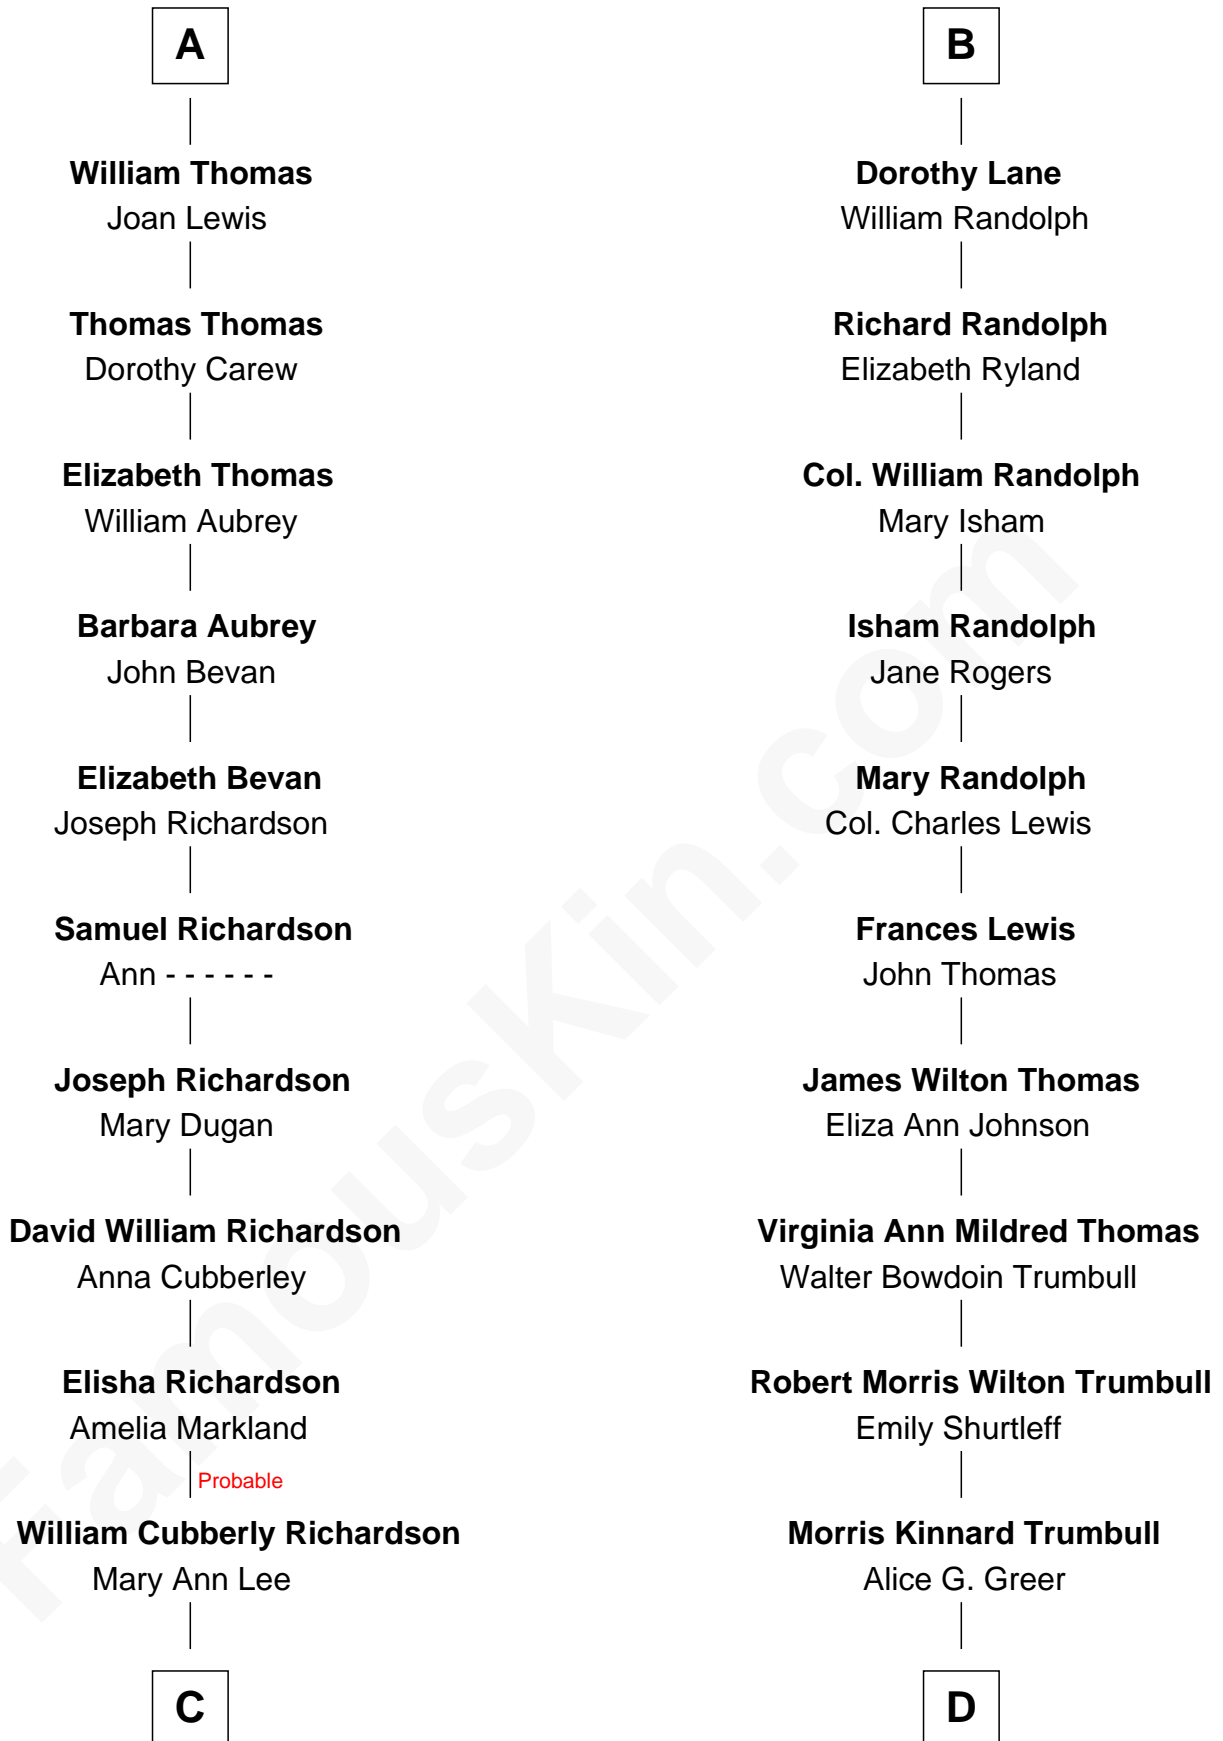 A
William Thomas
Joan Lewis
Thomas Thomas
Dorothy Carew
Elizabeth Thomas
William Aubrey
Barbara Aubrey
John Bevan
Elizabeth Bevan
Joseph Richardson
Samuel Richardson
Ann - - - - - -
Joseph Richardson
Mary Dugan
David William Richardson
Anna Cubberley
Elisha Richardson
Amelia Markland
Probable
William Cubberly Richardson
Mary Ann Lee
C
B
Dorothy Lane
William Randolph
Richard Randolph
Elizabeth Ryland
Col. William Randolph
Mary Isham
Isham Randolph
Jane Rogers
Mary Randolph
Col. Charles Lewis
Frances Lewis
John Thomas
James Wilton Thomas
Eliza Ann Johnson
Virginia Ann Mildred Thomas
Walter Bowdoin Trumbull
Robert Morris Wilton Trumbull
Emily Shurtleff
Morris Kinnard Trumbull
Alice G. Greer
D
FamousKin.com